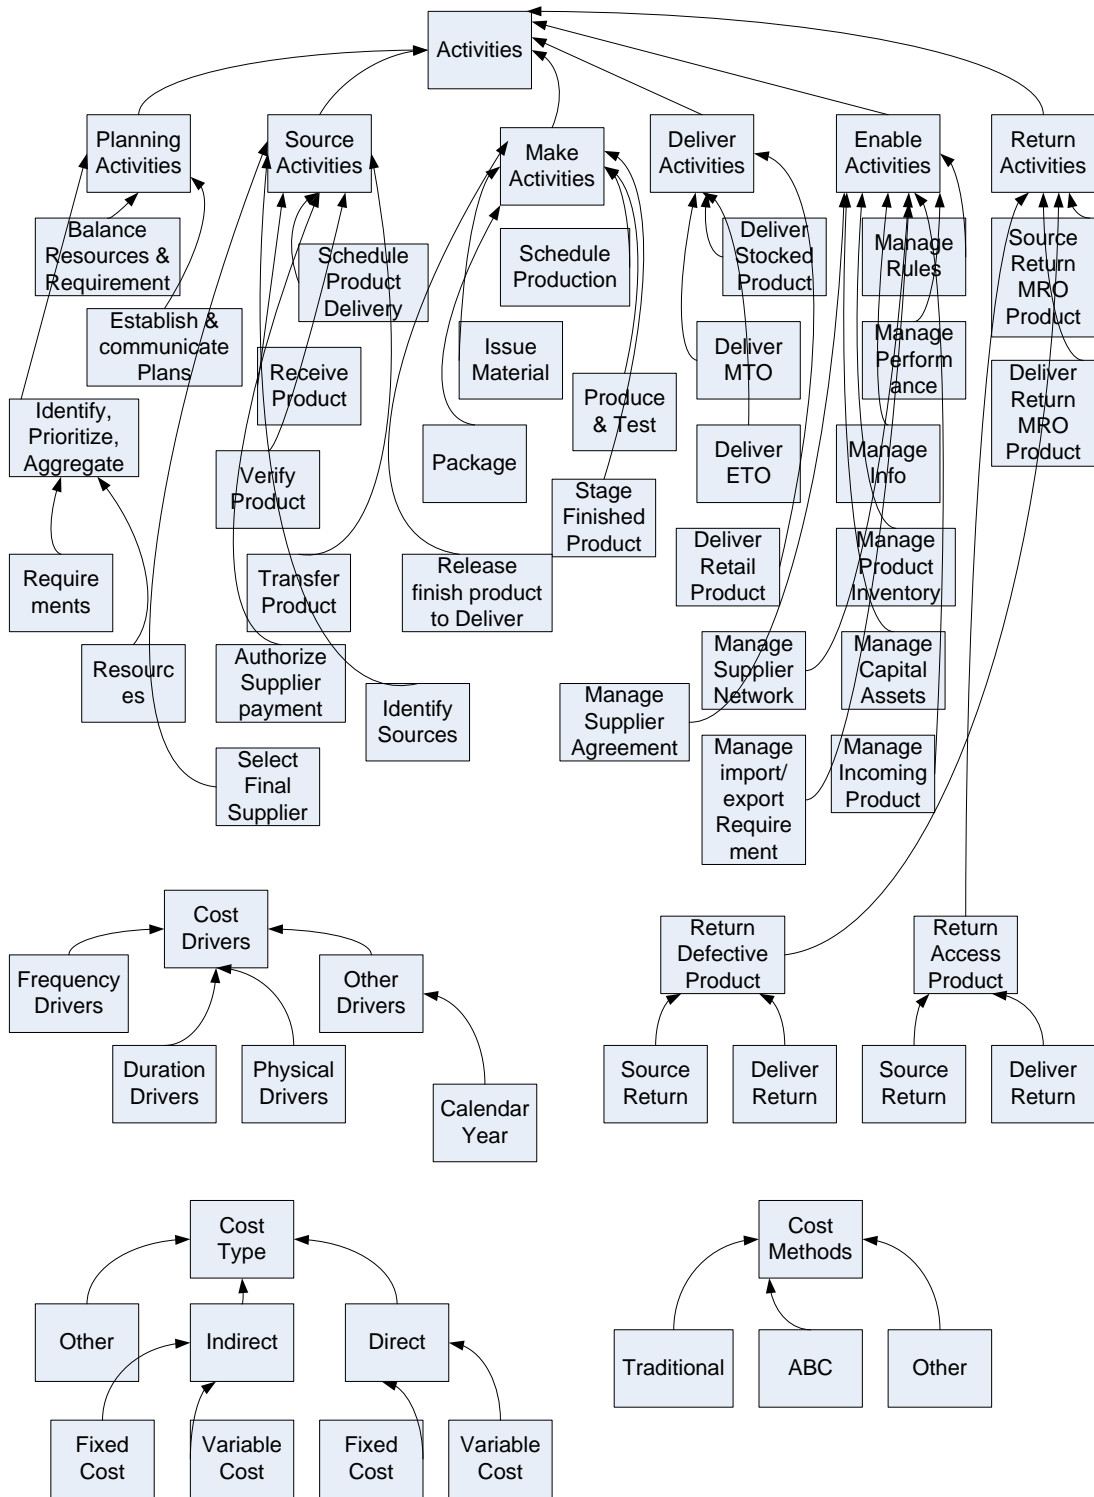 Activities
Planning
Activities
Source
Activities
Make
Activities
Deliver
Activities
Enable
Activities
Return
Activities
Balance
Resources &
Requirement
Schedule
Product
Delivery
Schedule
Production
Deliver
Stocked
Product
Manage
Rules
Source
Return
MRO
Product
Establish &
communicate
Plans
Receive
Product
Issue
Material
Deliver
MTO
Manage
Perform
ance
Deliver
Return
MRO
Product
Identify,
Prioritize,
Aggregate
Verify
Product
Package
Produce
& Test
Deliver
ETO
Manage
Info
Stage
Finished
Product
Require
ments
Transfer
Product
Release
finish product
to Deliver
Deliver
Retail
Product
Manage
Product
Inventory
Resourc
es
Authorize
Supplier
payment
Identify
Sources
Manage
Supplier
Agreement
Manage
Supplier
Network
Manage
Capital
Assets
Select
Final
Supplier
Manage
import/
export
Require
ment
Manage
Incoming
Product
Cost
Drivers
Frequency
Drivers
Other
Drivers
Duration
Drivers
Physical
Drivers
Calendar
Year
Return
Defective
Product
Return
Access
Product
Source
Return
Deliver
Return
Source
Return
Deliver
Return
Cost
Type
Other
Indirect
Direct
Fixed
Cost
Variable
Cost
Fixed
Cost
Variable
Cost
Cost
Methods
Traditional
ABC
Other